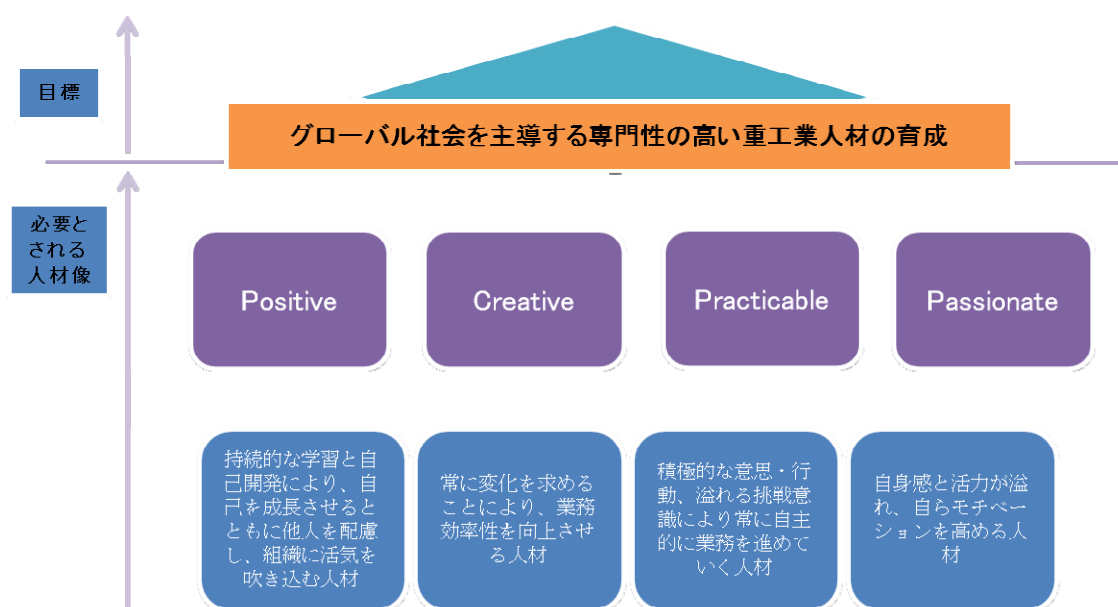 目標
グローバル社会を主導する専門性の高い重工業人材の育成
必要と
される
人材像
Positive
Creative
Practicable
Passionate
持続的な学習と自
己開発により、自
己を成長させると
ともに他人を配慮
し、組織に活気を
吹き込む人材
常に変化を求める
ことにより、業務
効率性を向上させ
る人材
積極的な意思・行
動、溢れる挑戦意
識により常に自主
的に業務を進めて
いく人材
自身感と活力が溢
れ、自らモチベー
ションを高める人
材